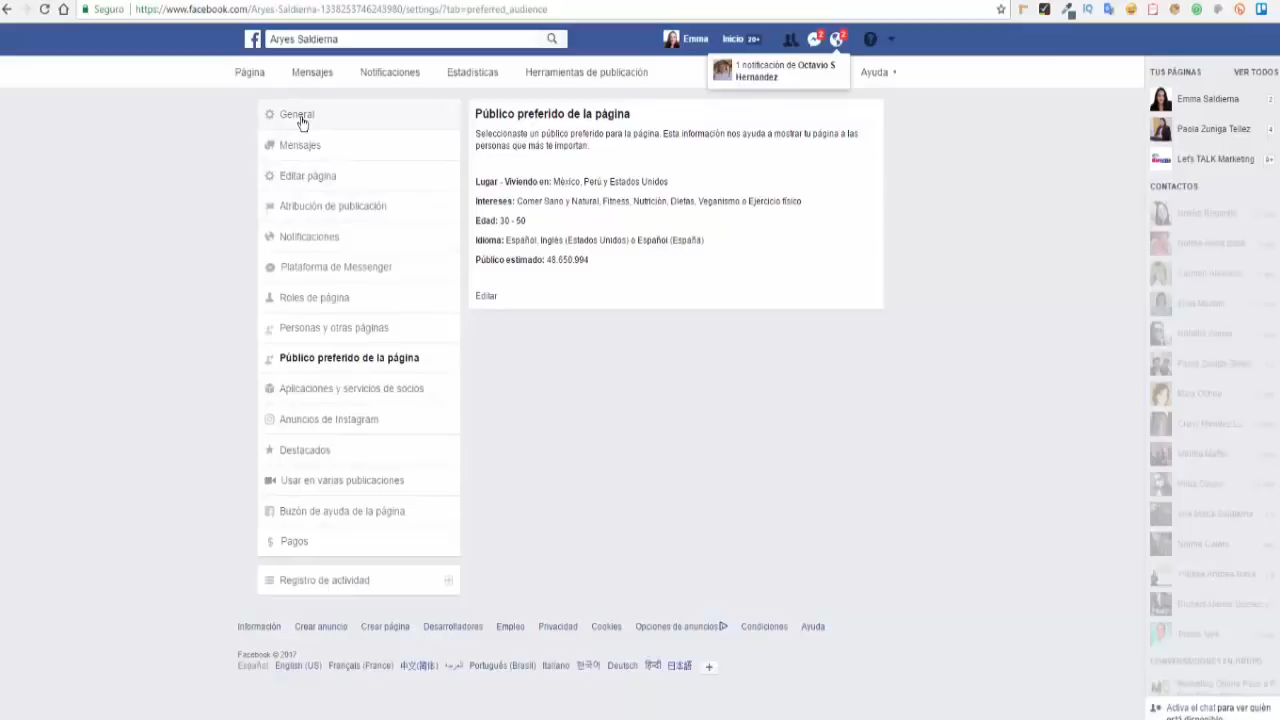 Seguro
https://www.facebook.com/Aryes-Saldierna-1338253746243980/settings/?tab=preferred_audience
Aryes Saldierna
Emma
Inicio 20+
2
2
1 notificación de Octavio S
Hernandez
Página
Mensajes
Notificaciones
Estadísticas
Herramientas de publicación
Ayuda
TUS PÁGINAS
VER TODOS
Emma Saldierna
2
Paola Zuniga Tellez
4
Let's TALK Marketing
CONTACTOS
General
Mensajes
Editar página
Atribución de publicación
Notificaciones
Plataforma de Messenger
Roles de página
Personas y otras páginas
Público preferido de la página
Aplicaciones y servicios de socios
Anuncios de Instagram
Destacados
Usar en varias publicaciones
Buzón de ayuda de la página
Pagos
Registro de actividad
Público preferido de la página
Seleccionaste un público preferido para la página. Esta información nos ayuda a mostrar tu página a las
personas que más te importan.
Lugar - Viviendo en: México, Perú y Estados Unidos
Intereses: Comer Sano y Natural, Fitness, Nutrición, Dietas, Veganismo o Ejercicio físico
Edad: 30 - 50
Idioma: Español, Inglés (Estados Unidos) o Español (España)
Público estimado: 48.650.994
Editar
Información
Crear anuncio
Crear página
Desarrolladores
Empleo
Privacidad
Cookies
Opciones de anuncios
Condiciones
Ayuda
Facebook © 2017
Español
English (US)
Français (France)
中文(简体)
العربية
Português (Brasil)
Italiano
한국어
Deutsch
हिन्दी
日本語
Activa el chat para ver quién
está disponible.